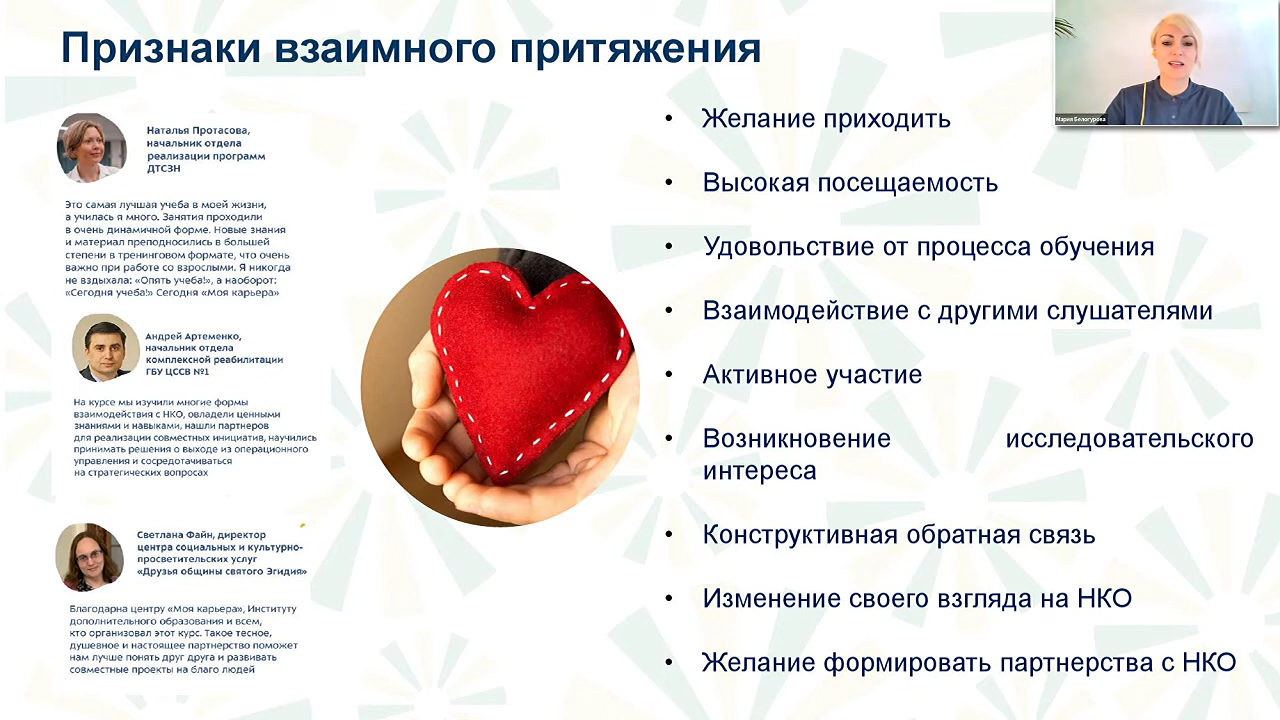 Признаки взаимного притяжения
Мария Белогурова
Наталья Протасова,
начальник отдела
реализации программ
ДТСЗН
Это самая лучшая учеба в моей жизни,
а училась я много. Занятия проходили
в очень динамичной форме. Новые знания
и материал преподносились в большей
степени в тренинговом формате, что очень
важно при работе со взрослыми. Я никогда
не вздыхала: «Опять учеба!», а наоборот:
«Сегодня учеба!» Сегодня «Моя карьера»
Андрей Артеменко,
начальник отдела
комплексной реабилитации
ГБУ ЦССВ №1
На курсе мы изучили многие формы
взаимодействия с НКО, овладели ценными
знаниями и навыками, нашли партнеров
для реализации совместных инициатив, научились
принимать решения о выходе из операционного
управления и сосредотачиваться
на стратегических вопросах
Светлана Файн, директор
центра социальных и культурно-
просветительских услуг
«Друзья общины святого Эгидия»
Благодарна центру «Моя карьера», Институту
дополнительного образования и всем,
кто организовал этот курс. Такое тесное,
душевное и настоящее партнерство поможет
нам лучше понять друг друга и развивать
совместные проекты на благо людей
• Желание приходить
• Высокая посещаемость
• Удовольствие от процесса обучения
• Взаимодействие с другими слушателями
• Активное участие
• Возникновение исследовательского
интереса
• Конструктивная обратная связь
• Изменение своего взгляда на НКО
• Желание формировать партнерства с НКО